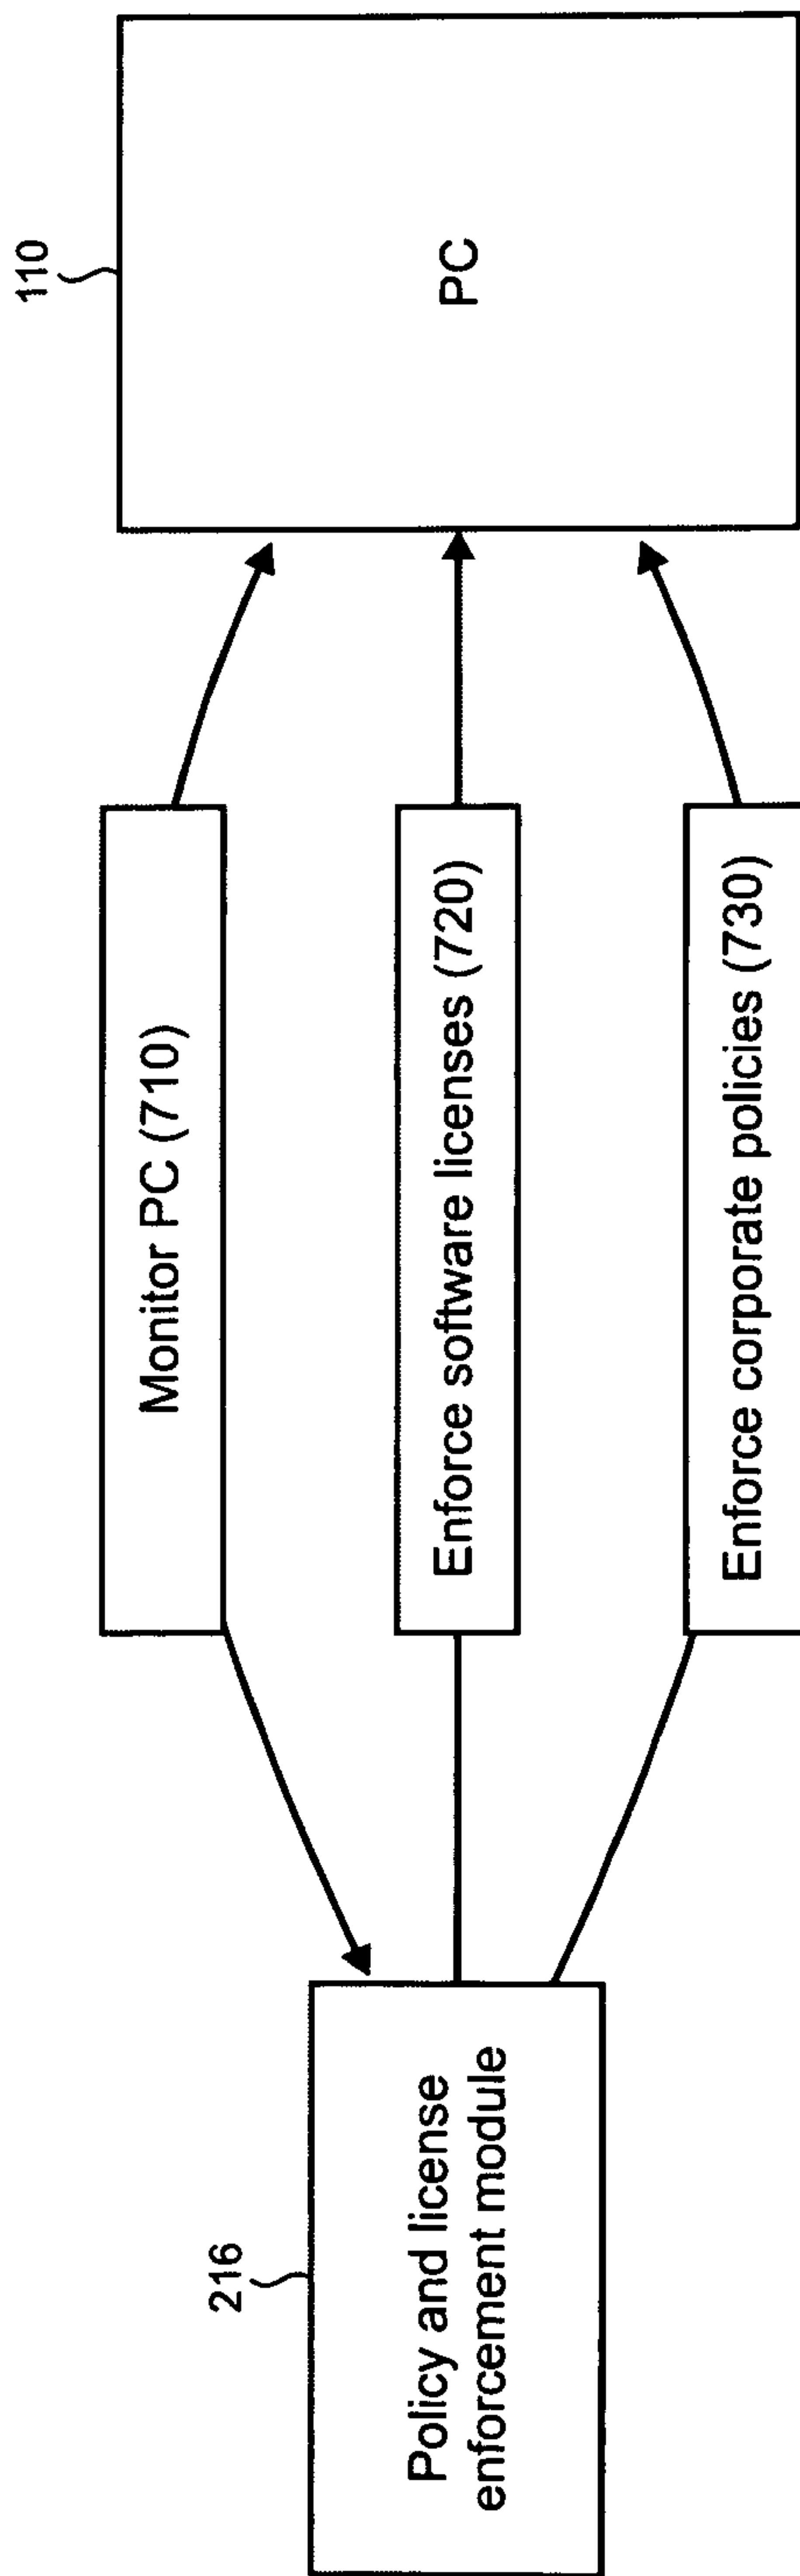 216
Policy and license
enforcement module
Monitor PC (710)
Enforce software licenses (720)
Enforce corporate policies (730)
110
PC